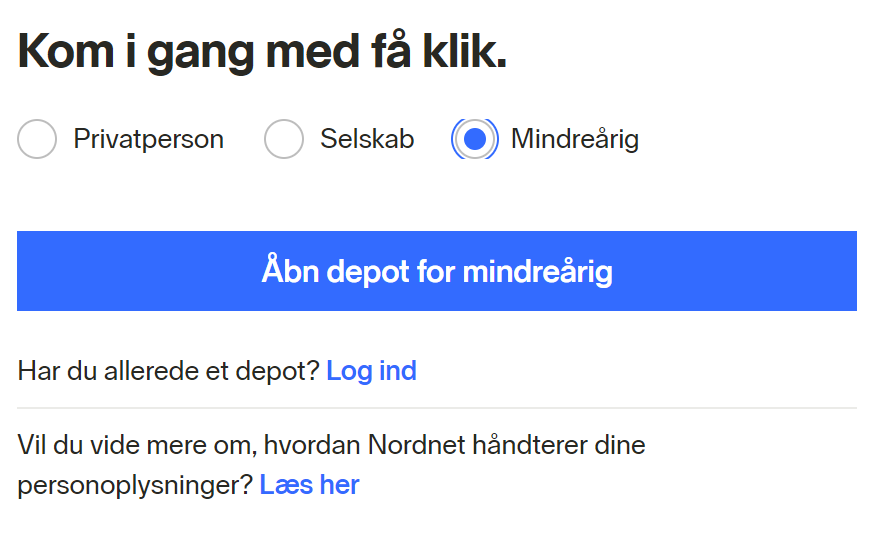 Kom i gang med få klik.
Privatperson Selskab Mindreårig
Åbn depot for mindreårig
Har du allerede et depot? Log ind
Vil du vide mere om, hvordan Nordnet håndterer dine
personoplysninger? Læs her